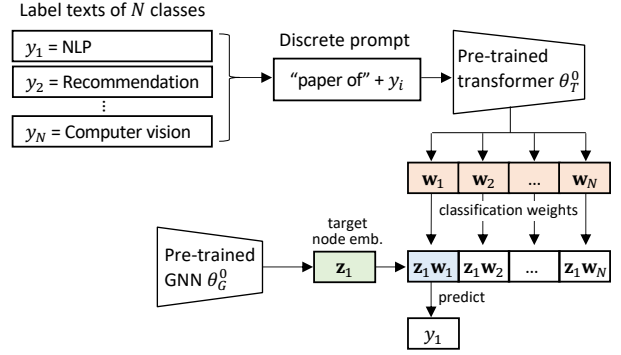 Label texts of N classes
y₁ = NLP
y₂ = Recommendation
⋮
y_N = Computer vision
Discrete prompt
“paper of” + y_i
Pre-trained
transformer θ_T^0
w₁ w₂ ... w_N
classification weights
target
node emb.
Pre-trained
GNN θ_G^0
z₁
z₁w₁ z₁w₂ ... z₁w_N
predict
y₁